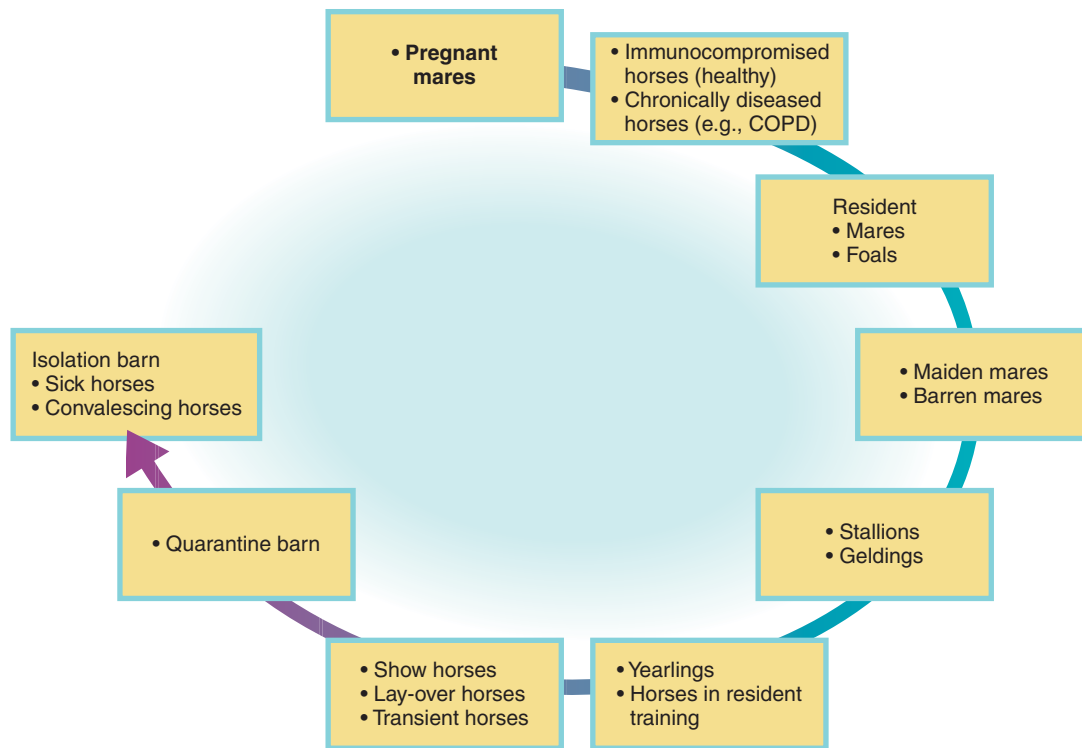 • Pregnant
mares
• Immunocompromised
horses (healthy)
• Chronically diseased
horses (e.g., COPD)
Resident
• Mares
• Foals
• Maiden mares
• Barren mares
• Stallions
• Geldings
• Yearlings
• Horses in resident
training
• Show horses
• Lay-over horses
• Transient horses
• Quarantine barn
Isolation barn
• Sick horses
• Convalescing horses